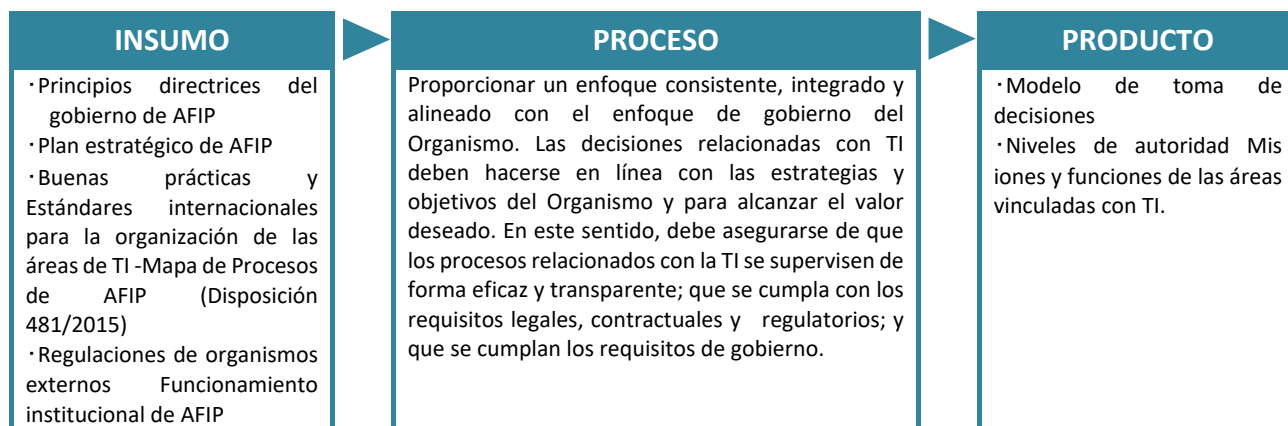 INSUMO
·Principios directrices del
gobierno de AFIP
·Plan estratégico de AFIP
·Buenas prácticas y
Estándares internacionales
para la organización de las
áreas de TI -Mapa de Procesos
de AFIP (Disposición
481/2015)
·Regulaciones de organismos
externos Funcionamiento
institucional de AFIP
PROCESO
Proporcionar un enfoque consistente, integrado y
alineado con el enfoque de gobierno del
Organismo. Las decisiones relacionadas con TI
deben hacerse en línea con las estrategias y
objetivos del Organismo y para alcanzar el valor
deseado. En este sentido, debe asegurarse de que
los procesos relacionados con la TI se supervisen de
forma eficaz y transparente; que se cumpla con los
requisitos legales, contractuales y regulatorios; y
que se cumplan los requisitos de gobierno.
PRODUCTO
·Modelo de toma de
decisiones
·Niveles de autoridad Mis
iones y funciones de las áreas
vinculadas con TI.